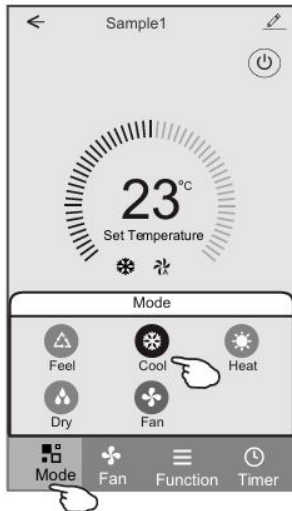 Sample1
23°C
Set Temperature
A
Mode
Feel Cool Heat
Dry Fan
Mode Fan Function Timer